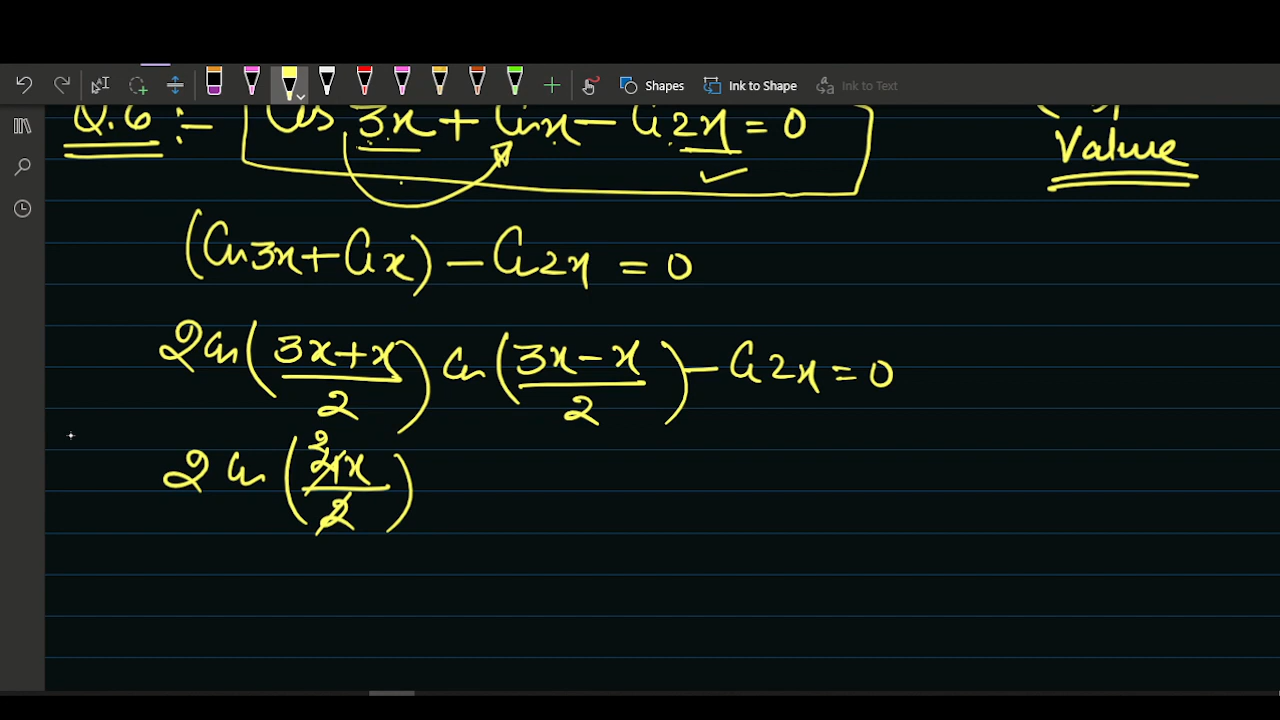 Shapes Ink to Shape Ink to Text
Q.6 :- Cos 3x + Cos x - Cos 2x = 0
Value
(Cos 3x + Cos x) - Cos 2x = 0
2 Cos (3x + x / 2) Cos (3x - x / 2) - Cos 2x = 0
2 Cos (4x / 2) 2